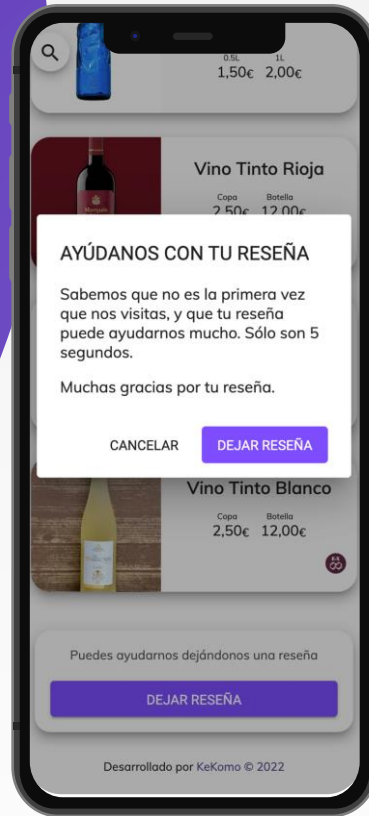 0.5L 1L
1,50€ 2,00€
Vino Tinto Rioja
Copa Botella
2,50€ 12,00€
AYÚDANOS CON TU RESEÑA
Sabemos que no es la primera vez
que nos visitas, y que tu reseña
puede ayudarnos mucho. Sólo son 5
segundos.
Muchas gracias por tu reseña.
CANCELAR DEJAR RESEÑA
Vino Tinto Blanco
Copa Botella
2,50€ 12,00€
Puedes ayudarnos dejándonos una reseña
DEJAR RESEÑA
Desarrollado por KeKomo © 2022